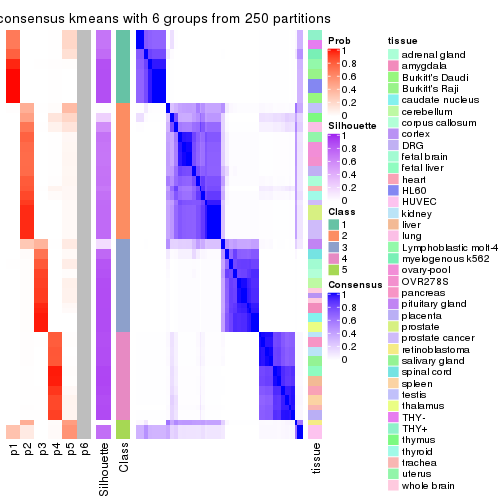 consensus kmeans with 6 groups from 250 partitions
Prob
1
0.8
0.6
0.4
0.2
0
Silhouette
1
0.8
0.6
0.4
0.2
0
Class
1
2
3
4
5
Consensus
1
0.8
0.6
0.4
0.2
0
tissue
adrenal gland
amygdala
Burkitt's Daudi
Burkitt's Raji
caudate nucleus
cerebellum
corpus callosum
cortex
DRG
fetal brain
fetal liver
heart
HL60
HUVEC
kidney
liver
lung
Lymphoblastic molt-4
myelogenous k562
ovary-pool
OVR278S
pancreas
pituitary gland
placenta
prostate
prostate cancer
retinoblastoma
salivary gland
spinal cord
spleen
testis
thalamus
THY-
THY+
thymus
thyroid
trachea
uterus
whole brain
p1
p2
p3
p4
p5
p6
Silhouette
Class
tissue